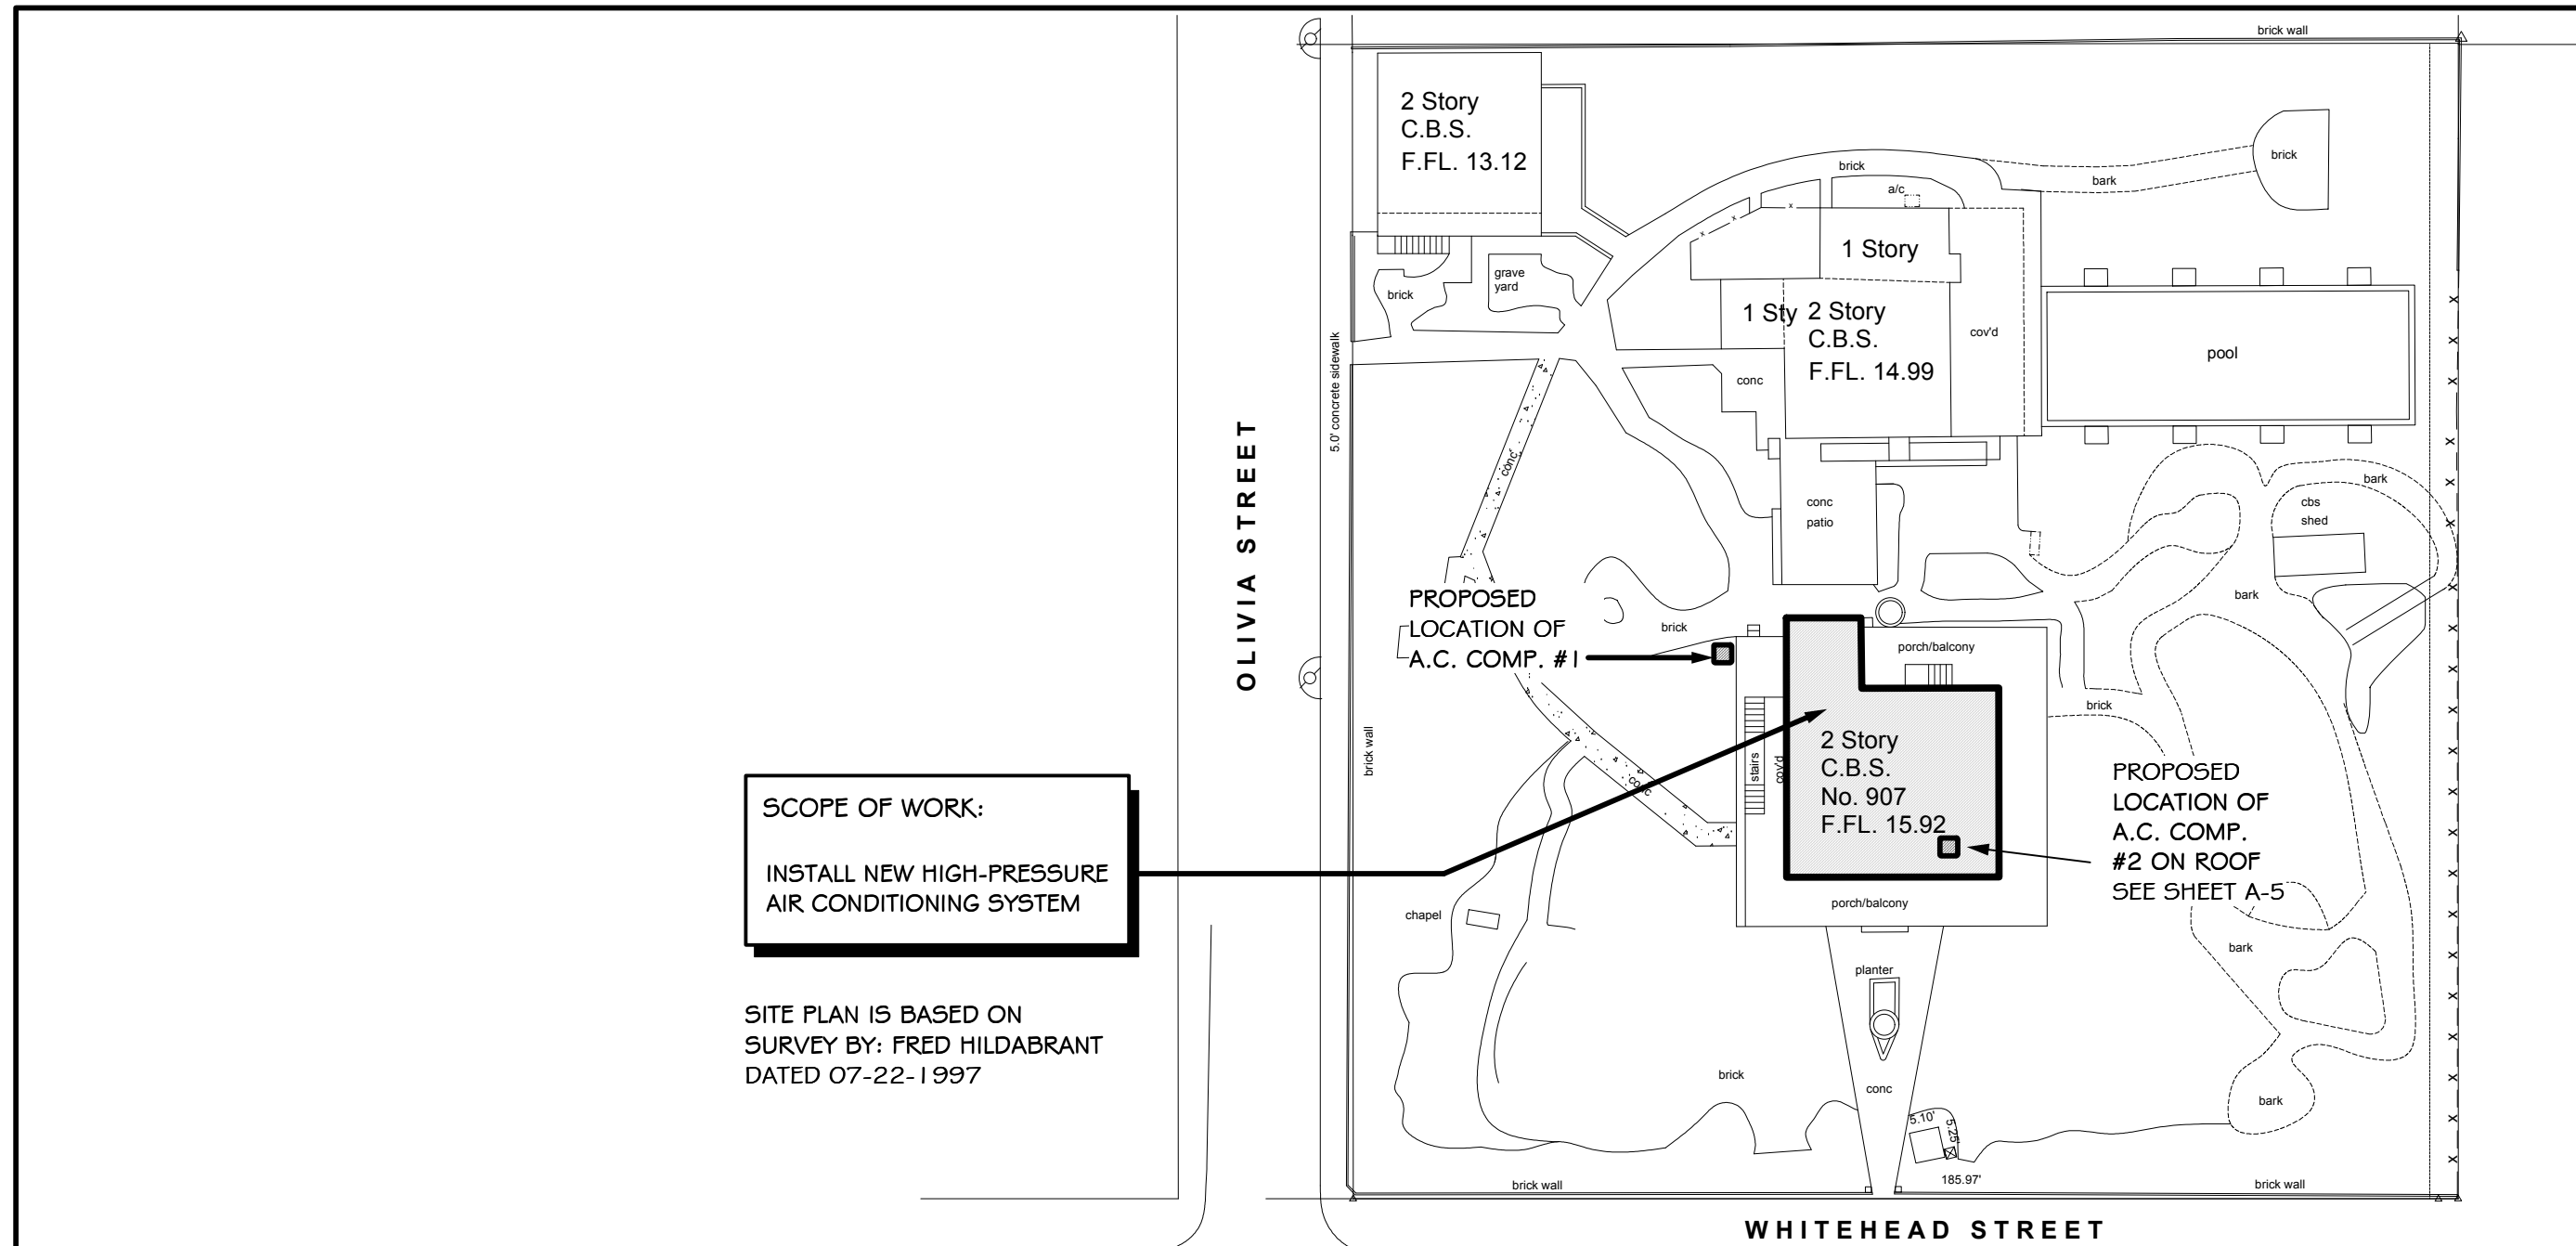 brick wall
2 Story
C.B.S.
F.FL. 13.12
brick
a/c
bark
brick
1 Story
grave
yard
brick
1 Sty
2 Story
C.B.S.
F.FL. 14.99
cov'd
pool
conc
5.0' concrete sidewalk
OLIVIA STREET
conc
conc
patio
bark
cbs
shed
bark
PROPOSED
LOCATION OF
A.C. COMP. #1
brick
porch/balcony
brick
brick wall
stairs
cov'd
2 Story
C.B.S.
No. 907
F.FL. 15.92
conc
PROPOSED
LOCATION OF
A.C. COMP.
#2 ON ROOF
SEE SHEET A-5
SCOPE OF WORK:
INSTALL NEW HIGH-PRESSURE
AIR CONDITIONING SYSTEM
porch/balcony
chapel
bark
planter
SITE PLAN IS BASED ON
SURVEY BY: FRED HILDABRANT
DATED 07-22-1997
brick
conc
bark
5.10'
5.25'
185.97'
brick wall
brick wall
WHITEHEAD STREET